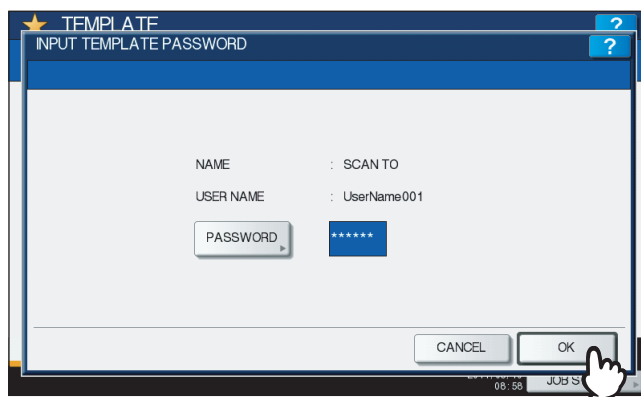 TEMPLATE ?
INPUT TEMPLATE PASSWORD ?
NAME : SCAN TO
USER NAME : UserName001
PASSWORD ******
CANCEL OK
08:58 JOB S